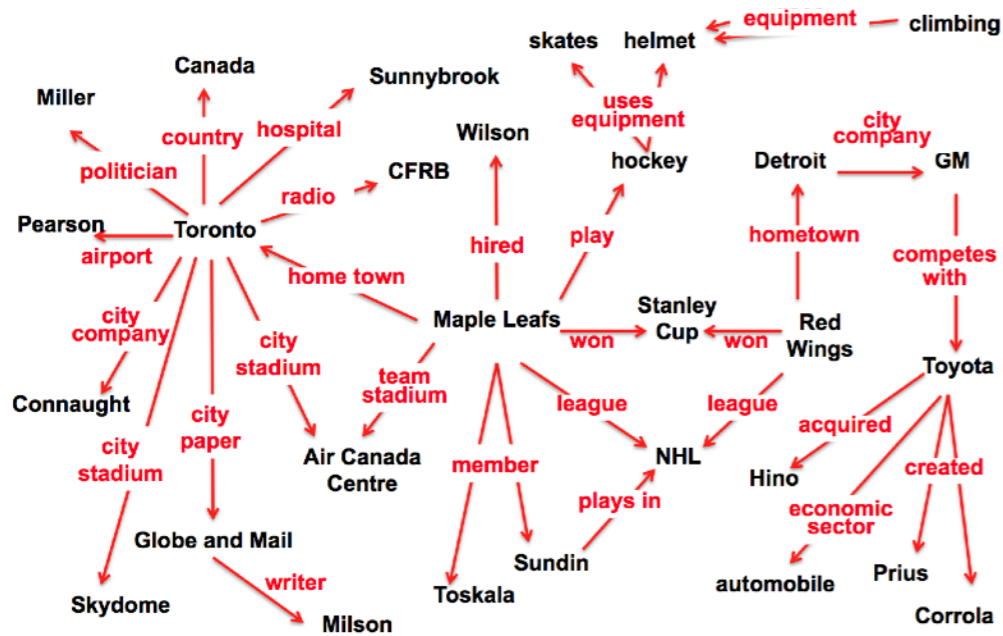 equipment
climbing
skates
helmet
Canada
Sunnybrook
Miller
uses
equipment
city
company
country
hospital
Wilson
politician
CFRB
hockey
Detroit
GM
radio
Pearson
Toronto
airport
hired
play
hometown
competes
with
home town
Stanley
Cup
Maple Leafs
Red
Wings
won
won
city
company
city
stadium
team
stadium
Toyota
Connaught
city
paper
league
league
acquired
city
stadium
Air Canada
Centre
member
NHL
Hino
created
plays in
economic
sector
Globe and Mail
Sundin
Prius
automobile
writer
Toskala
Skydome
Milson
Corrola